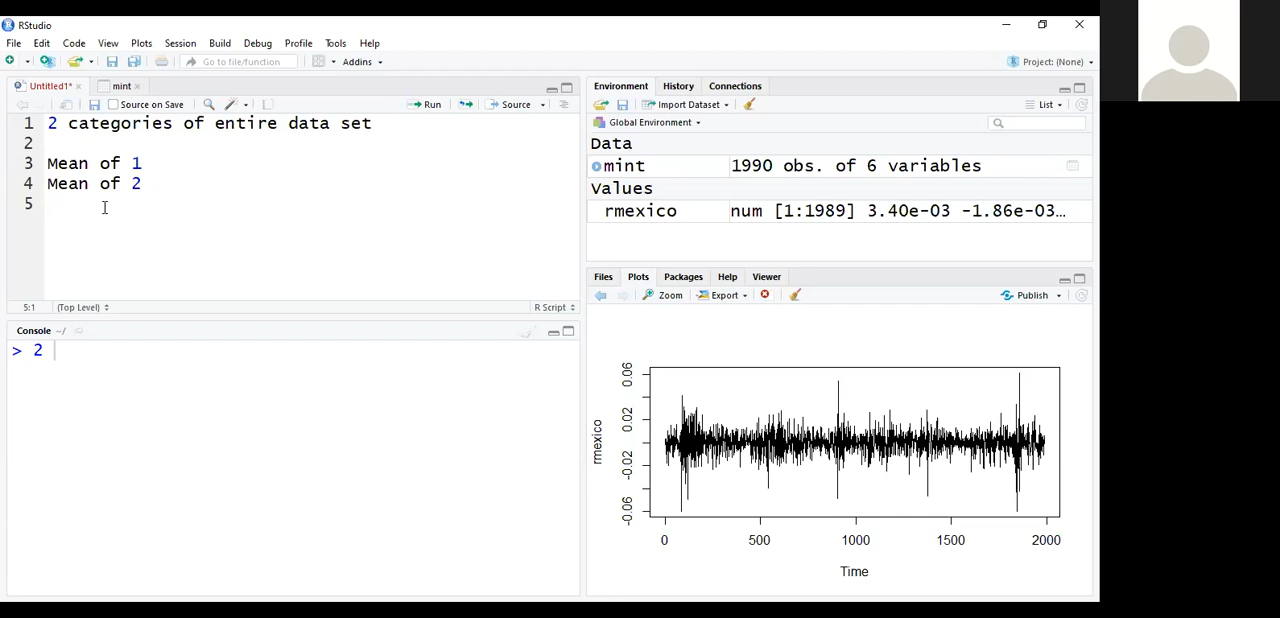 RStudio
File Edit Code View Plots Session Build Debug Profile Tools Help
Go to file/function Addins Project: (None)
Untitled1* mint
Source on Save Run Source
1 2 categories of entire data set
2
3 Mean of 1
4 Mean of 2
5
5:1 (Top Level) R Script
Console ~/
> 2
Environment History Connections
Import Dataset List
Global Environment
Data
mint 1990 obs. of 6 variables
Values
rmexico num [1:1989] 3.40e-03 -1.86e-03…
Files Plots Packages Help Viewer
Zoom Export Publish
rmexico
0.06
0.02
-0.02
-0.06
0 500 1000 1500 2000
Time